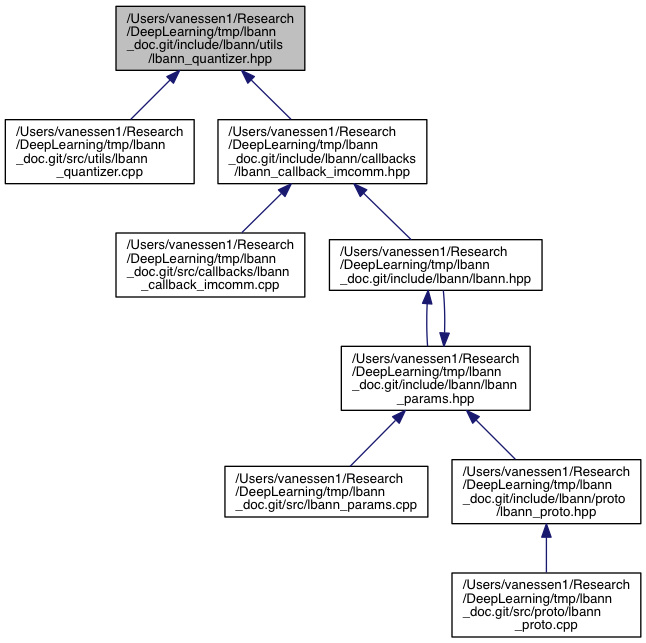 /Users/vanessen1/Research
/DeepLearning/tmp/lbann
_doc.git/include/lbann/utils
/lbann_quantizer.hpp
/Users/vanessen1/Research
/DeepLearning/tmp/lbann
_doc.git/src/utils/lbann
_quantizer.cpp
/Users/vanessen1/Research
/DeepLearning/tmp/lbann
_doc.git/include/lbann/callbacks
/lbann_callback_imcomm.hpp
/Users/vanessen1/Research
/DeepLearning/tmp/lbann
_doc.git/src/callbacks/lbann
_callback_imcomm.cpp
/Users/vanessen1/Research
/DeepLearning/tmp/lbann
_doc.git/include/lbann/lbann.hpp
/Users/vanessen1/Research
/DeepLearning/tmp/lbann
_doc.git/include/lbann/lbann
_params.hpp
/Users/vanessen1/Research
/DeepLearning/tmp/lbann
_doc.git/src/lbann_params.cpp
/Users/vanessen1/Research
/DeepLearning/tmp/lbann
_doc.git/include/lbann/proto
/lbann_proto.hpp
/Users/vanessen1/Research
/DeepLearning/tmp/lbann
_doc.git/src/proto/lbann
_proto.cpp